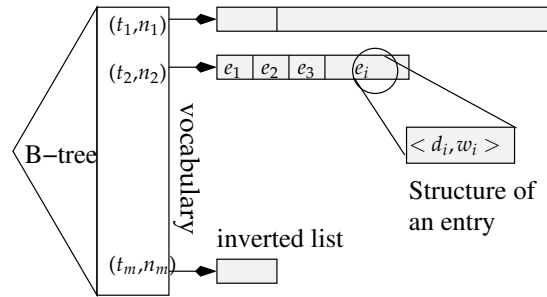 (t₁,n₁)
(t₂,n₂)
e₁ e₂ e₃ eᵢ
B−tree
vocabulary
< dᵢ, wᵢ >
Structure of
an entry
inverted list
(tₘ,nₘ)